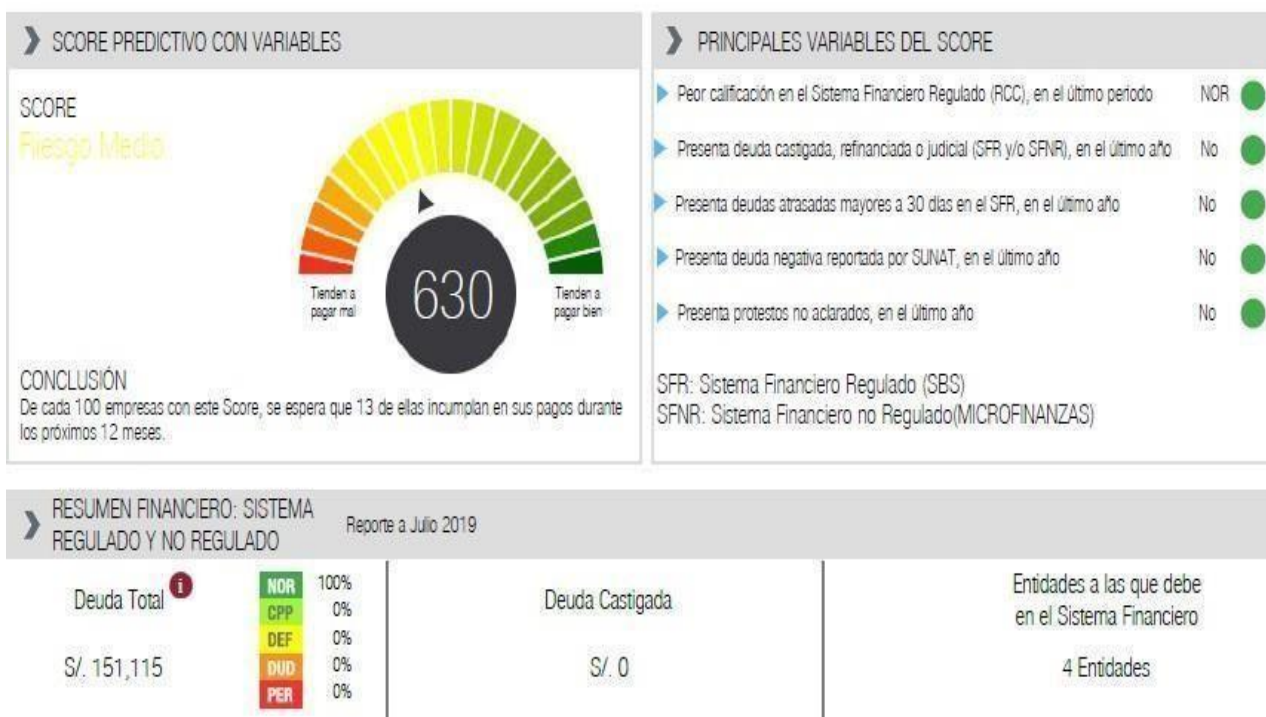 SCORE PREDICTIVO CON VARIABLES
SCORE
Riesgo Medio
Tienden a
pagar mal
630
Tienden a
pagar bien
CONCLUSIÓN
De cada 100 empresas con este Score, se espera que 13 de ellas incumplan en sus pagos durante
los próximos 12 meses.
PRINCIPALES VARIABLES DEL SCORE
Peor calificación en el Sistema Financiero Regulado (RCC), en el último periodo NOR
Presenta deuda castigada, refinanciada o judicial (SFR y/o SFNR), en el último año No
Presenta deudas atrasadas mayores a 30 días en el SFR, en el último año No
Presenta deuda negativa reportada por SUNAT, en el último año No
Presenta protestos no aclarados, en el último año No
SFR: Sistema Financiero Regulado (SBS)
SFNR: Sistema Financiero no Regulado(MICROFINANZAS)
RESUMEN FINANCIERO: SISTEMA
REGULADO Y NO REGULADO
Reporte a Julio 2019
Deuda Total i
S/. 151,115
NOR 100%
CPP 0%
DEF 0%
DUD 0%
PER 0%
Deuda Castigada
S/. 0
Entidades a las que debe
en el Sistema Financiero
4 Entidades